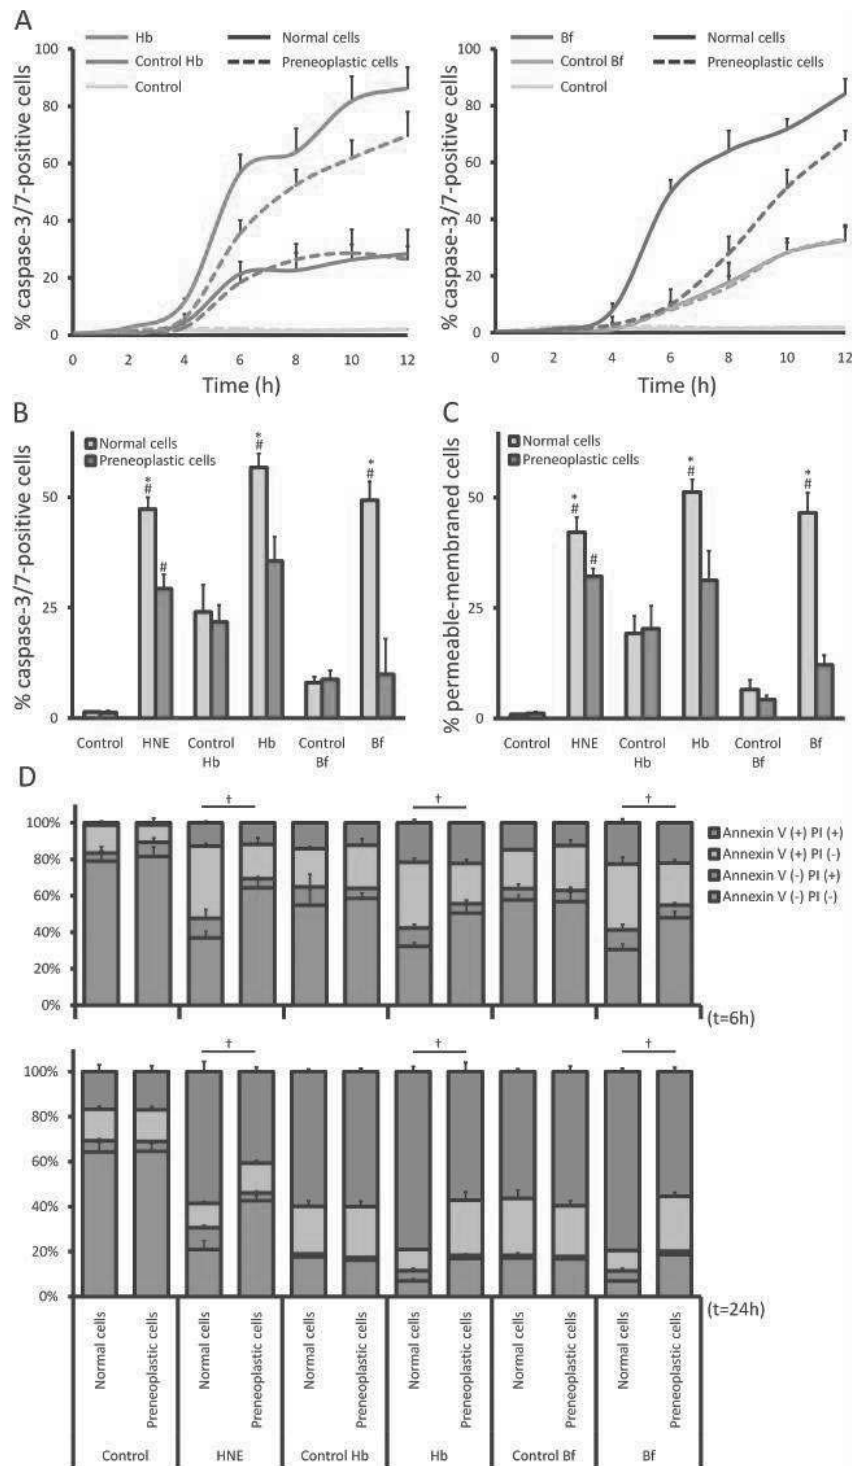 A
Hb
Normal cells
Control Hb
Preneoplastic cells
Control
% caspase-3/7-positive cells
100
80
60
40
20
0
0 2 4 6 8 10 12
Time (h)
Bf
Normal cells
Control Bf
Preneoplastic cells
Control
% caspase-3/7-positive cells
100
80
60
40
20
0
0 2 4 6 8 10 12
Time (h)
B
Normal cells
Preneoplastic cells
% caspase-3/7-positive cells
50
25
0
*
#
#
*
#
*
#
Control HNE Control Hb Control Bf
Hb Bf
C
Normal cells
Preneoplastic cells
% permeable-membraned cells
50
25
0
*
#
#
*
#
*
#
Control HNE Control Hb Control Bf
Hb Bf
D
† † †
100%
80%
60%
40%
20%
0%
Annexin V (+) PI (+)
Annexin V (+) PI (-)
Annexin V (-) PI (+)
Annexin V (-) PI (-)
(t=6h)
† † †
100%
80%
60%
40%
20%
0%
(t=24h)
Normal cells
Preneoplastic cells
Normal cells
Preneoplastic cells
Normal cells
Preneoplastic cells
Normal cells
Preneoplastic cells
Normal cells
Preneoplastic cells
Normal cells
Preneoplastic cells
Control HNE Control Hb Hb Control Bf Bf